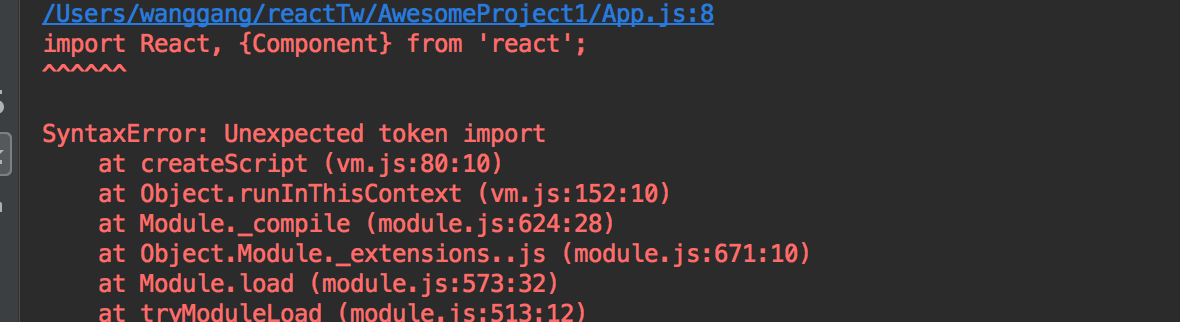 /Users/wanggang/reactTw/AwesomeProject1/App.js:8
import React, {Component} from 'react';
^^^^^^
SyntaxError: Unexpected token import
    at createScript (vm.js:80:10)
    at Object.runInThisContext (vm.js:152:10)
    at Module._compile (module.js:624:28)
    at Object.Module._extensions..js (module.js:671:10)
    at Module.load (module.js:573:32)
    at tryModuleLoad (module.js:513:12)